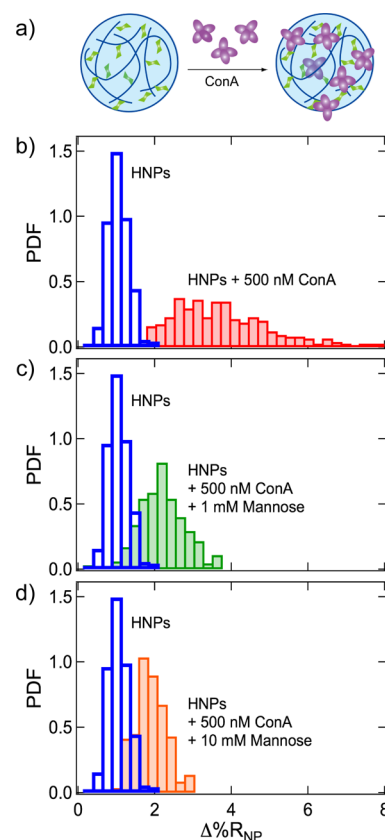 a)
ConA
b)
1.5
HNPs
1.0
PDF
HNPs + 500 nM ConA
0.5
0.0
c)
1.5
HNPs
1.0
PDF
HNPs
+ 500 nM ConA
+ 1 mM Mannose
0.5
0.0
d)
1.5
HNPs
1.0
PDF
HNPs
+ 500 nM ConA
+ 10 mM Mannose
0.5
0.0
0 2 4 6 8
Δ%R_NP